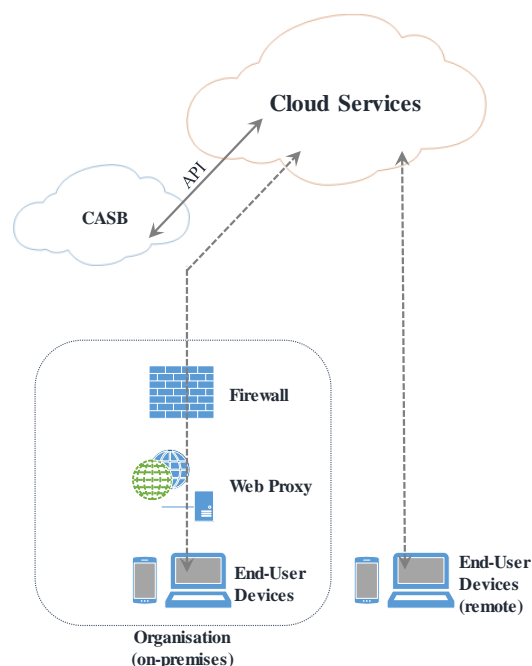 Cloud Services
API
CASB
Firewall
Web Proxy
End-User
Devices
End-User
Devices
(remote)
Organisation
(on-premises)